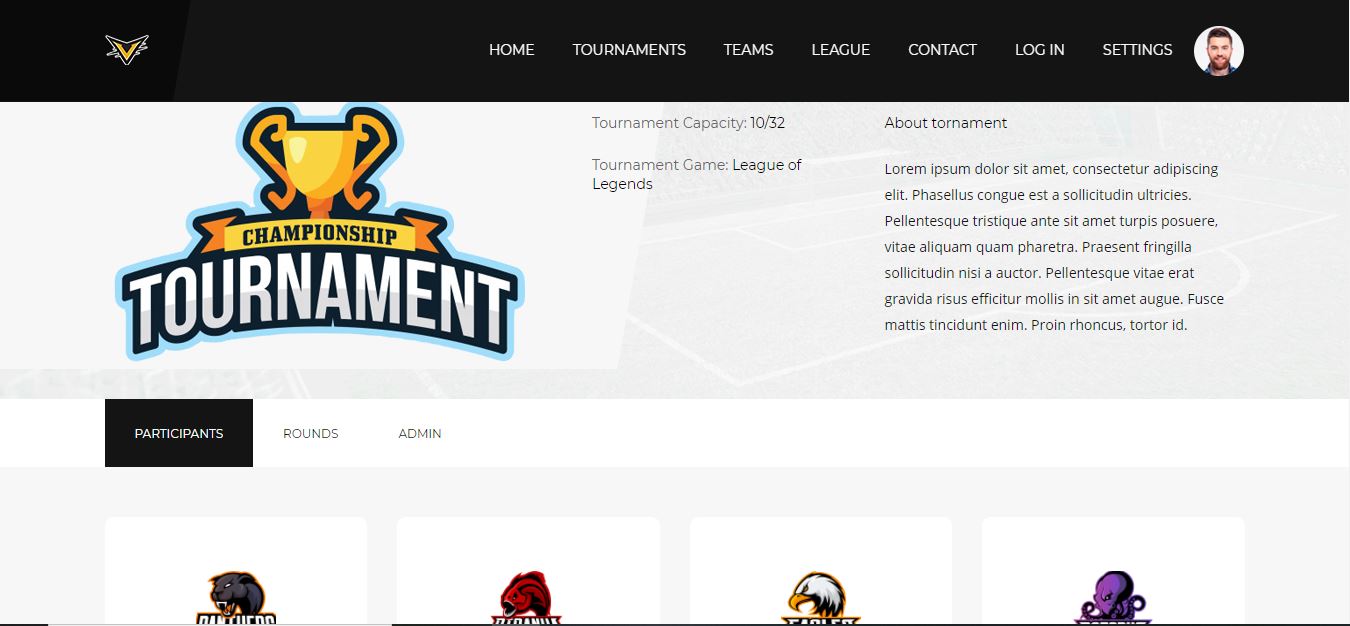 HOME TOURNAMENTS TEAMS LEAGUE CONTACT LOG IN SETTINGS
CHAMPIONSHIP
TOURNAMENT
Tournament Capacity: 10/32
Tournament Game: League of
Legends
About tornament
Lorem ipsum dolor sit amet, consectetur adipiscing
elit. Phasellus congue est a sollicitudin ultricies.
Pellentesque tristique ante sit amet turpis posuere,
vitae aliquam quam pharetra. Praesent fringilla
sollicitudin nisi a auctor. Pellentesque vitae erat
gravida risus efficitur mollis in sit amet augue. Fusce
mattis tincidunt enim. Proin rhoncus, tortor id.
PARTICIPANTS ROUNDS ADMIN
PANTHERS